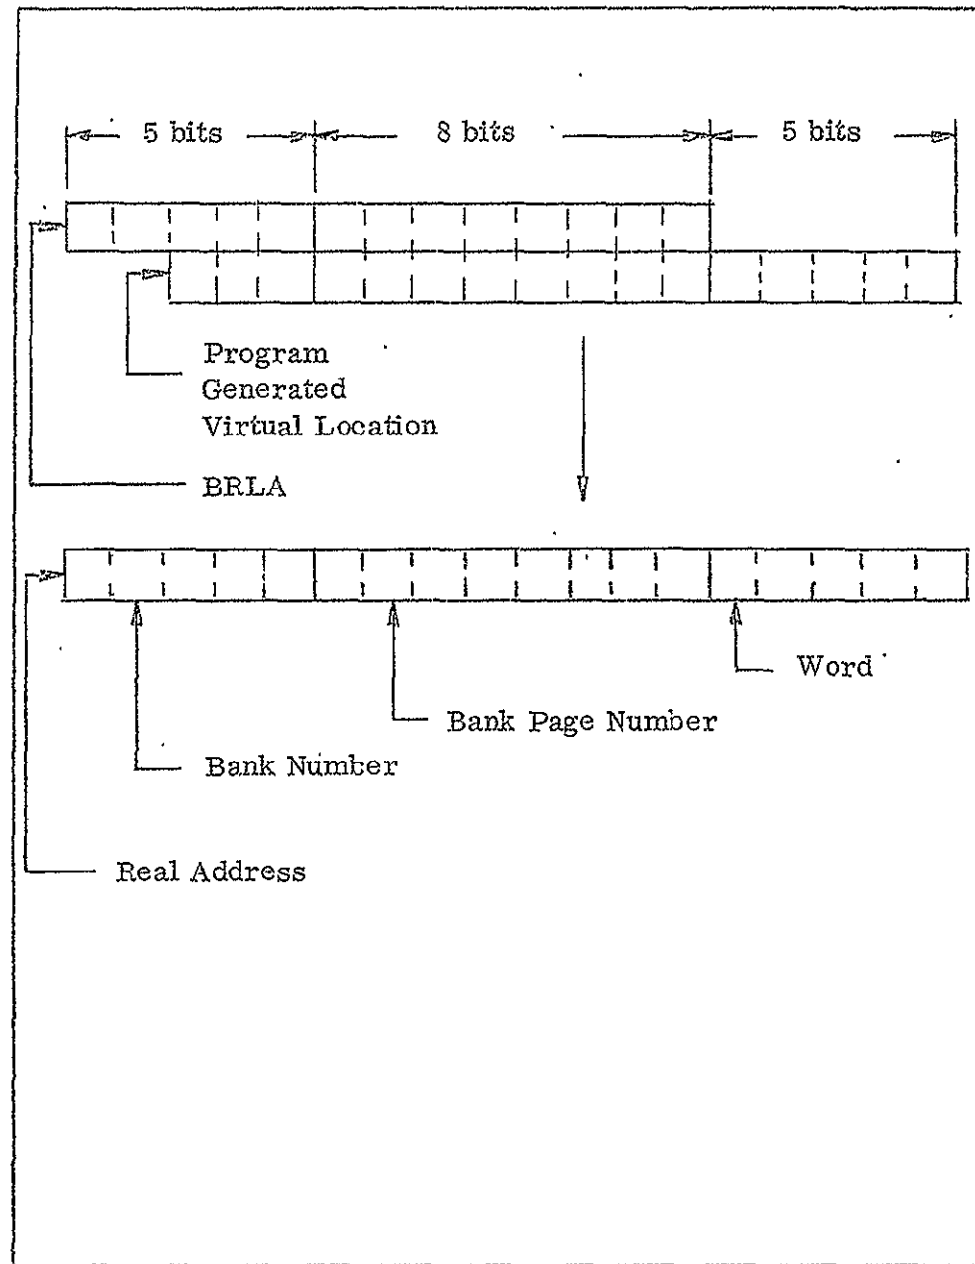 5 bits 8 bits 5 bits
Program
Generated
Virtual Location
BRLA
Word
Bank Page Number
Bank Number
Real Address